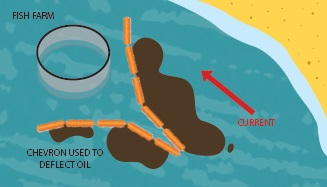 FISH FARM
CURRENT
CHEVRON USED TO
DEFLECT OIL